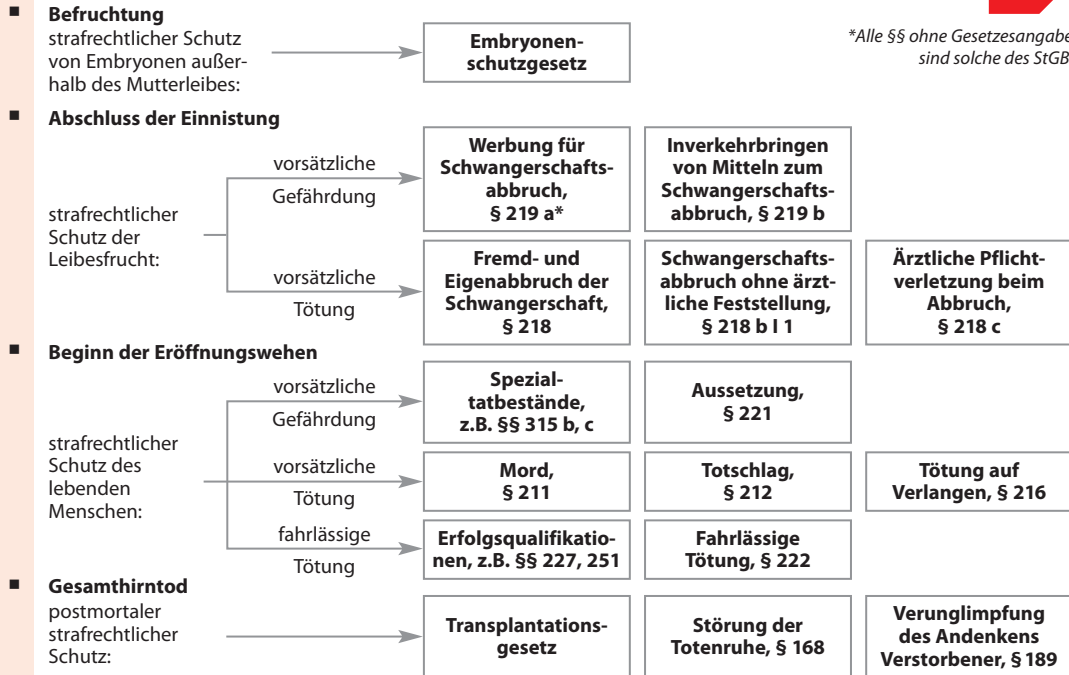 ■ Befruchtung
strafrechtlicher Schutz
von Embryonen außer-
halb des Mutterleibes:
Embryonen-
schutzgesetz
*Alle §§ ohne Gesetzesangabe
sind solche des StGB
■ Abschluss der Einnistung
strafrechtlicher
Schutz der
Leibesfrucht:
vorsätzliche
Gefährdung
Werbung für
Schwangerschafts-
abbruch,
§ 219 a*
Inverkehrbringen
von Mitteln zum
Schwangerschafts-
abbruch, § 219 b
vorsätzliche
Tötung
Fremd- und
Eigenabbruch der
Schwangerschaft,
§ 218
Schwangerschafts-
abbruch ohne ärzt-
liche Feststellung,
§ 218 b I 1
Ärztliche Pflicht-
verletzung beim
Abbruch,
§ 218 c
■ Beginn der Eröffnungswehen
strafrechtlicher
Schutz des
lebenden
Menschen:
vorsätzliche
Gefährdung
Spezial-
tatbestände,
z.B. §§ 315 b, c
Aussetzung,
§ 221
vorsätzliche
Tötung
Mord,
§ 211
Totschlag,
§ 212
Tötung auf
Verlangen, § 216
fahrlässige
Tötung
Erfolgsqualifikatio-
nen, z.B. §§ 227, 251
Fahrlässige
Tötung, § 222
■ Gesamthirntod
postmortaler
strafrechtlicher
Schutz:
Transplantations-
gesetz
Störung der
Totenruhe, § 168
Verunglimpfung
des Andenkens
Verstorbener, § 189